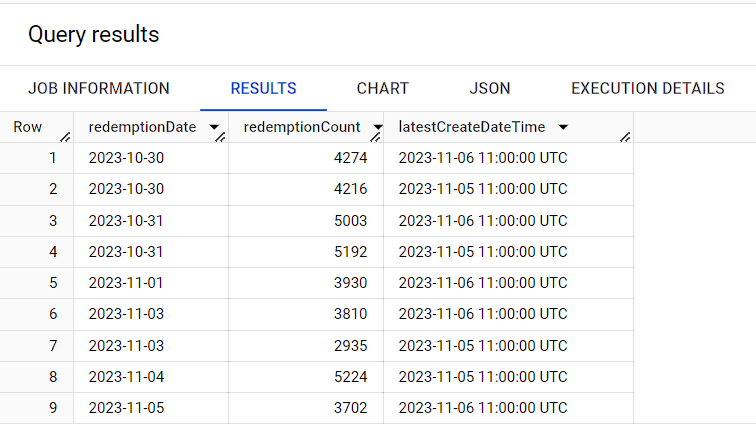 Query results
JOB INFORMATION RESULTS CHART JSON EXECUTION DETAILS
Row redemptionDate redemptionCount latestCreateDateTime
1 2023-10-30 4274 2023-11-06 11:00:00 UTC
2 2023-10-30 4216 2023-11-05 11:00:00 UTC
3 2023-10-31 5003 2023-11-06 11:00:00 UTC
4 2023-10-31 5192 2023-11-05 11:00:00 UTC
5 2023-11-01 3930 2023-11-06 11:00:00 UTC
6 2023-11-03 3810 2023-11-06 11:00:00 UTC
7 2023-11-03 2935 2023-11-05 11:00:00 UTC
8 2023-11-04 5224 2023-11-05 11:00:00 UTC
9 2023-11-05 3702 2023-11-06 11:00:00 UTC